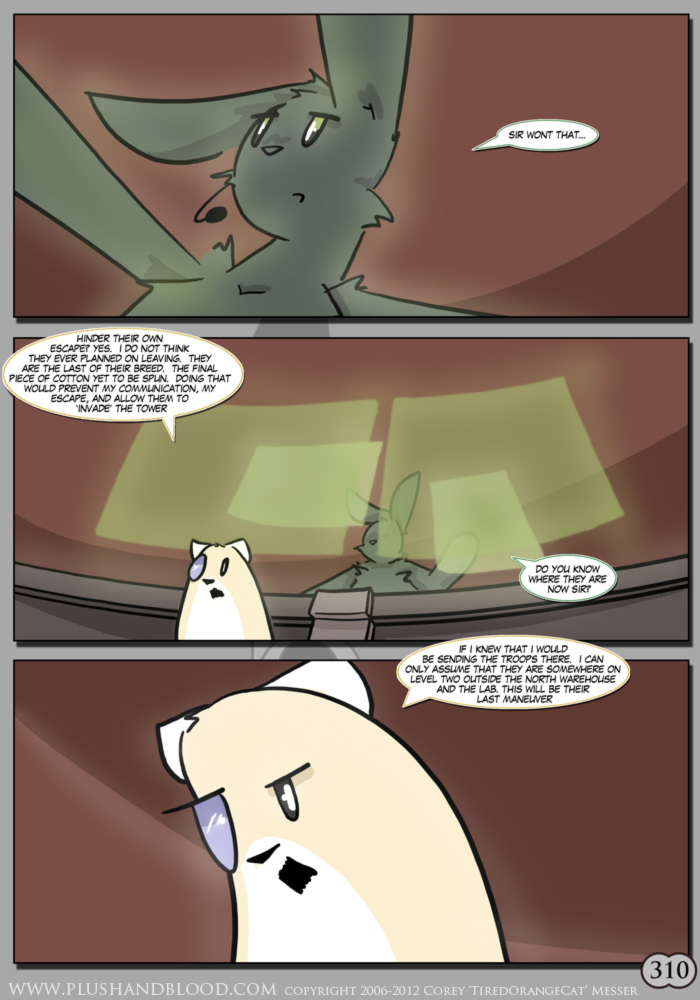 SIR WONT THAT...
HINDER THEIR OWN
ESCAPE? YES. I DO NOT THINK
THEY EVER PLANNED ON LEAVING. THEY
ARE THE LAST OF THEIR BREED. THE FINAL
PIECE OF COTTON YET TO BE SPUN. DOING THAT
WOULD PREVENT MY COMMUNICATION, MY
ESCAPE, AND ALLOW THEM TO
'INVADE' THE TOWER
DO YOU KNOW
WHERE THEY ARE
NOW SIR?
IF I KNEW THAT I WOULD
BE SENDING THE TROOPS THERE. I CAN
ONLY ASSUME THAT THEY ARE SOMEWHERE ON
LEVEL TWO OUTSIDE THE NORTH WAREHOUSE
AND THE LAB. THIS WILL BE THEIR
LAST MANEUVER
310
WWW.PLUSHANDBLOOD.COM COPYRIGHT 2006-2012 COREY 'TIREDORANGECAT' MESSER